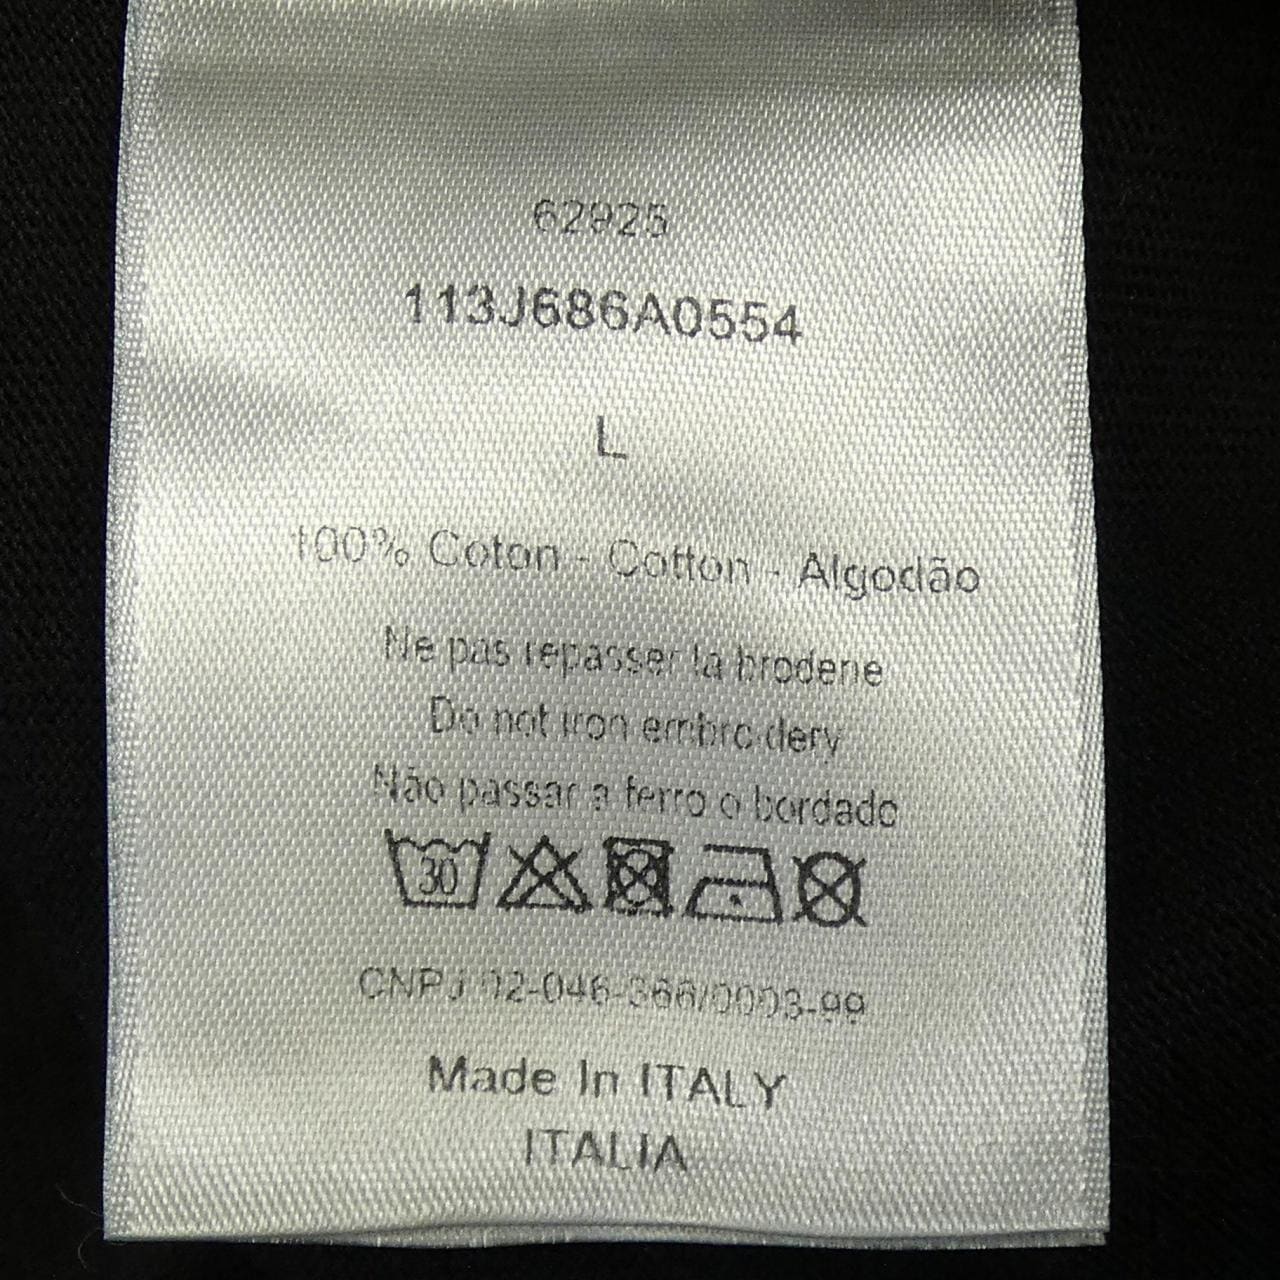 62925
113J686A0554
L
100% Coton - Cotton - Algodão
Ne pas repasser la broderie
Do not iron embroidery
Não passar a ferro o bordado
30
CNPJ 02-046-366/0003-99
Made In ITALY
ITALIA